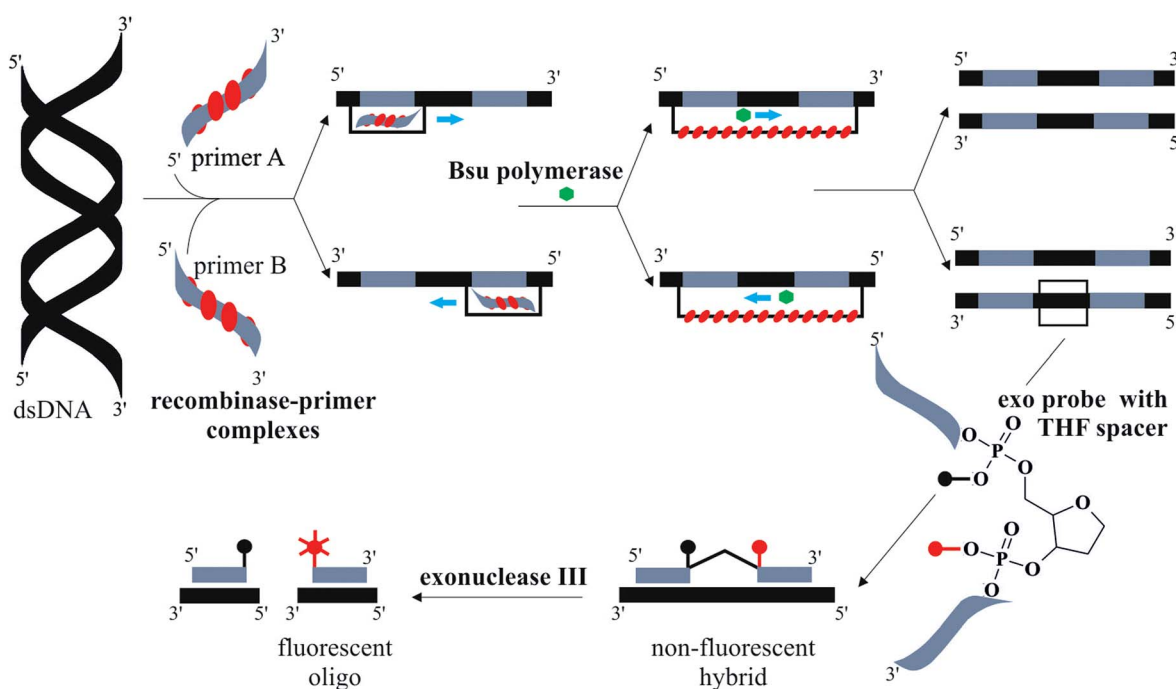 3'
5'
3'
primer A
5'
5'
3'
5'
3'
3'
3'
5'
Bsu polymerase
5'
primer B
3'
3'
5'
3'
5'
5'
3'
3'
5'
5'
3'
dsDNA
recombinase-primer
complexes
5'
exo probe with
THF spacer
O
O
P
O
O
O
O
O
P
O
O
5'
3'
5'
3'
exonuclease III
3'
5'
3'
5'
3'
5'
3'
fluorescent
oligo
non-fluorescent
hybrid